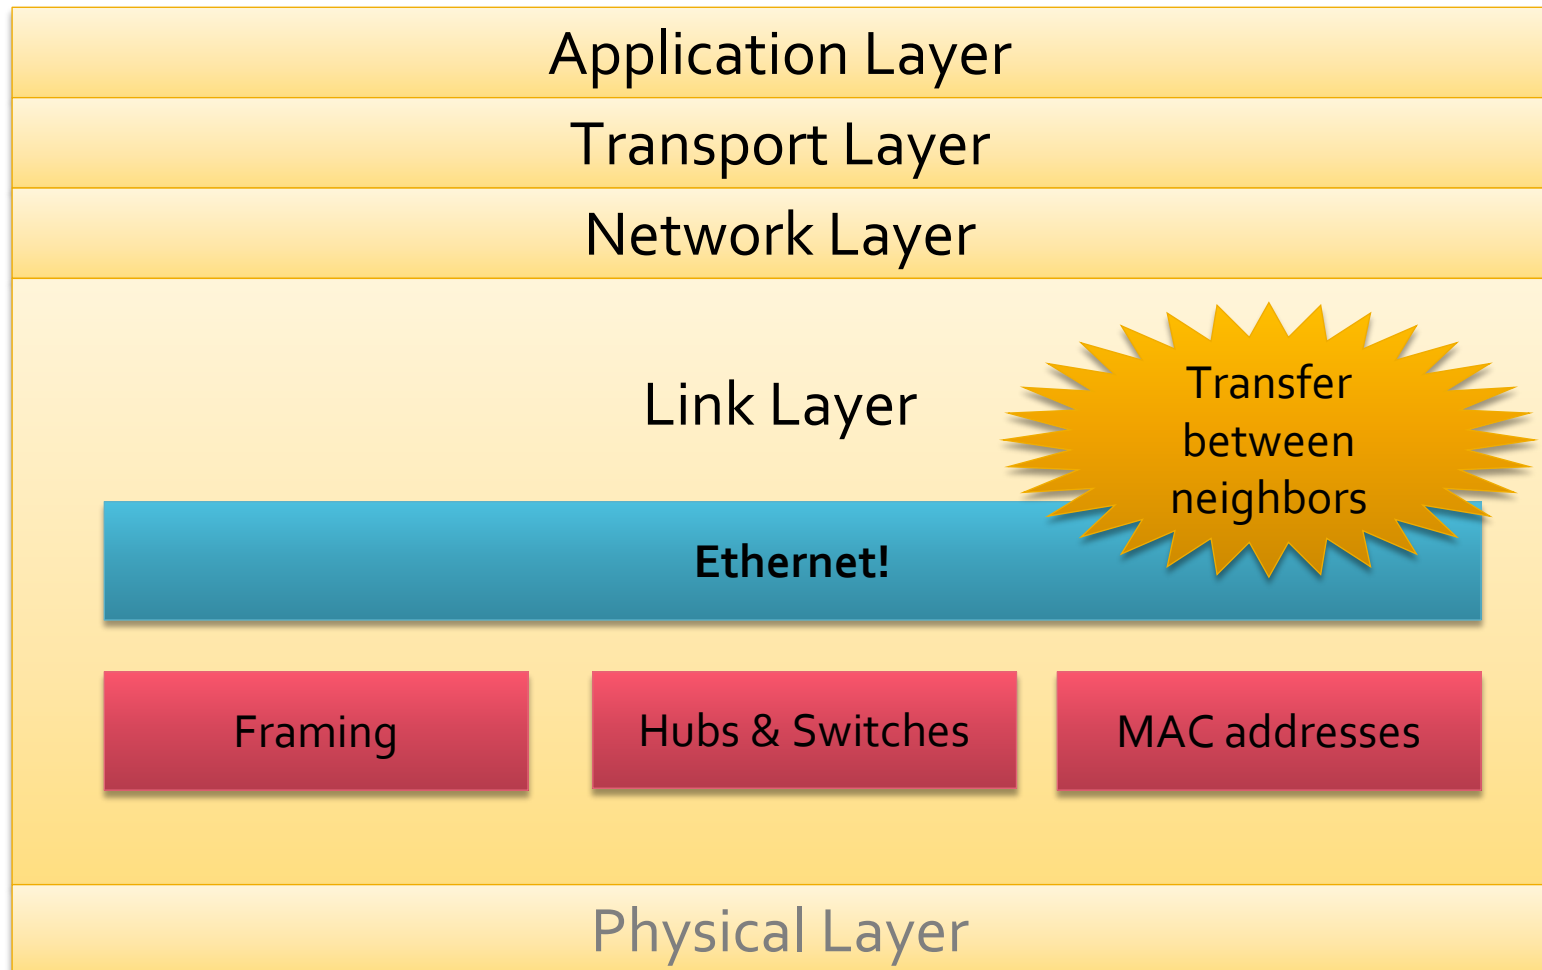 Application Layer
Transport Layer
Network Layer
Link Layer
Transfer
between
neighbors
Ethernet!
Framing
Hubs & Switches
MAC addresses
Physical Layer